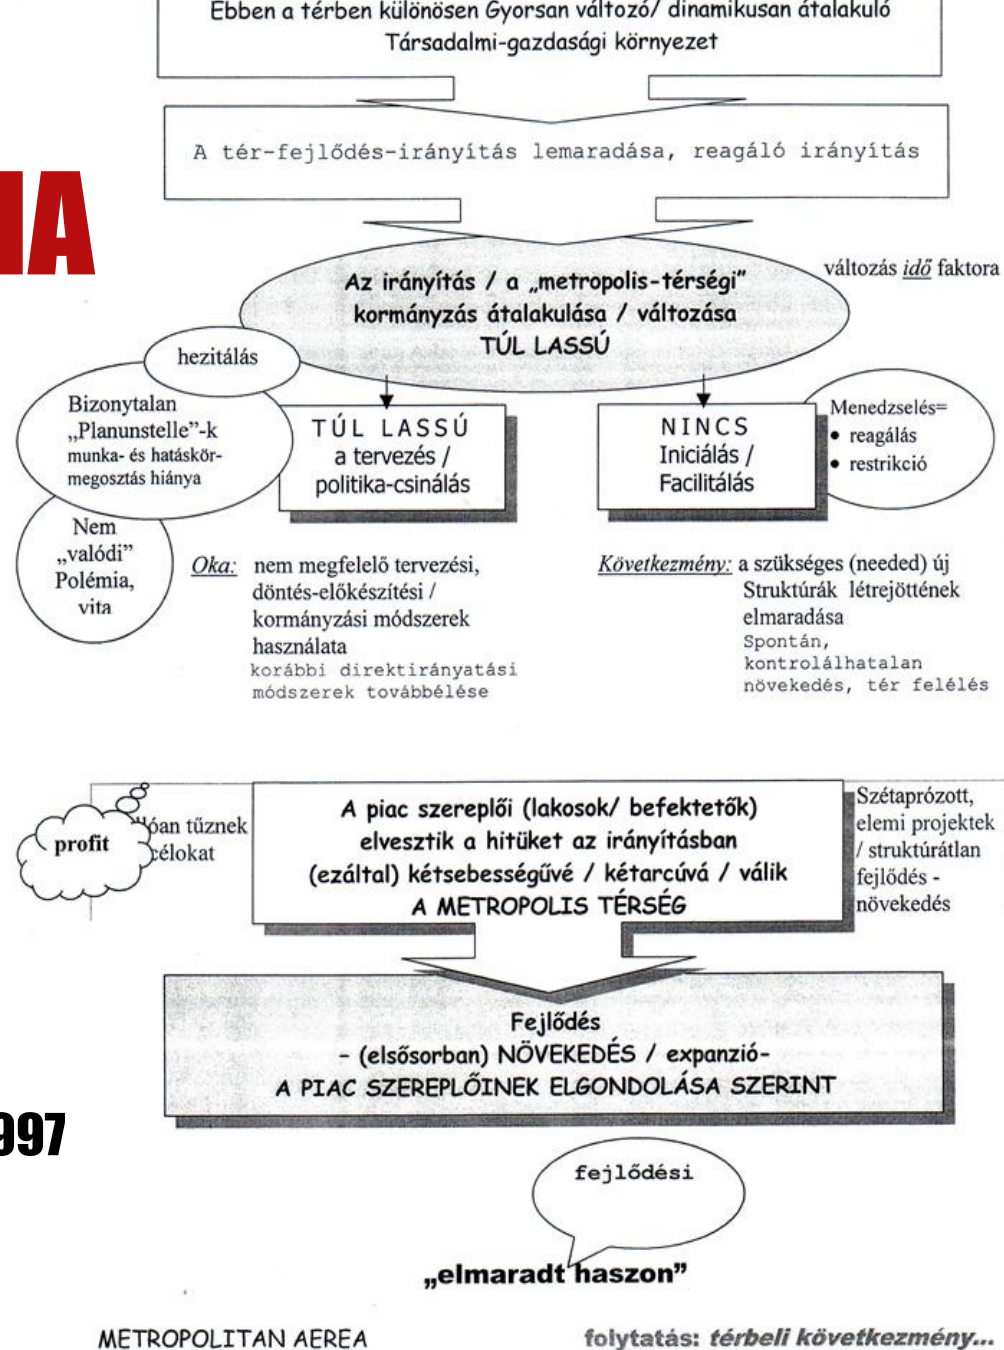 Ebben a térben különösen Gyorsan változó/ dinamikusan átalakuló
Társadalmi-gazdasági környezet
A tér-fejlődés-irányítás lemaradása, reagáló irányítás
IA
Az irányítás / a „metropolis-térségi”
kormányzás átalakulása / változása
TÚL LASSÚ
változás idő faktora
hezitálás
Bizonytalan
„Planunstelle”-k
munka- és hatáskör-
megosztás hiánya
Nem
„valódi”
Polémia,
vita
TÚL LASSÚ
a tervezés /
politika-csinálás
NINCS
Iniciálás /
Facilitálás
Menedzselés=
• reagálás
• restrikció
Oka: nem megfelelő tervezési,
döntés-előkészítési /
kormányzási módszerek
használata
korábbi direktirányatási
módszerek továbbélése
Következmény: a szükséges (needed) új
Struktúrák létrejöttének
elmaradása
Spontán,
kontrolálhatalan
növekedés, tér felélés
profit
lóan tűznek
célokat
A piac szereplői (lakosok/ befektetők)
elvesztik a hitüket az irányításban
(ezáltal) kétsebességűvé / kétarcúvá / válik
A METROPOLIS TÉRSÉG
Szétaprózott,
elemi projektek
/ struktúrátlan
fejlődés -
növekedés
Fejlődés
– (elsősorban) NÖVEKEDÉS / expanzió-
A PIAC SZEREPLŐINEK ELGONDOLÁSA SZERINT
997
fejlődési
„elmaradt haszon”
METROPOLITAN AEREA
folytatás: térbeli következmény...